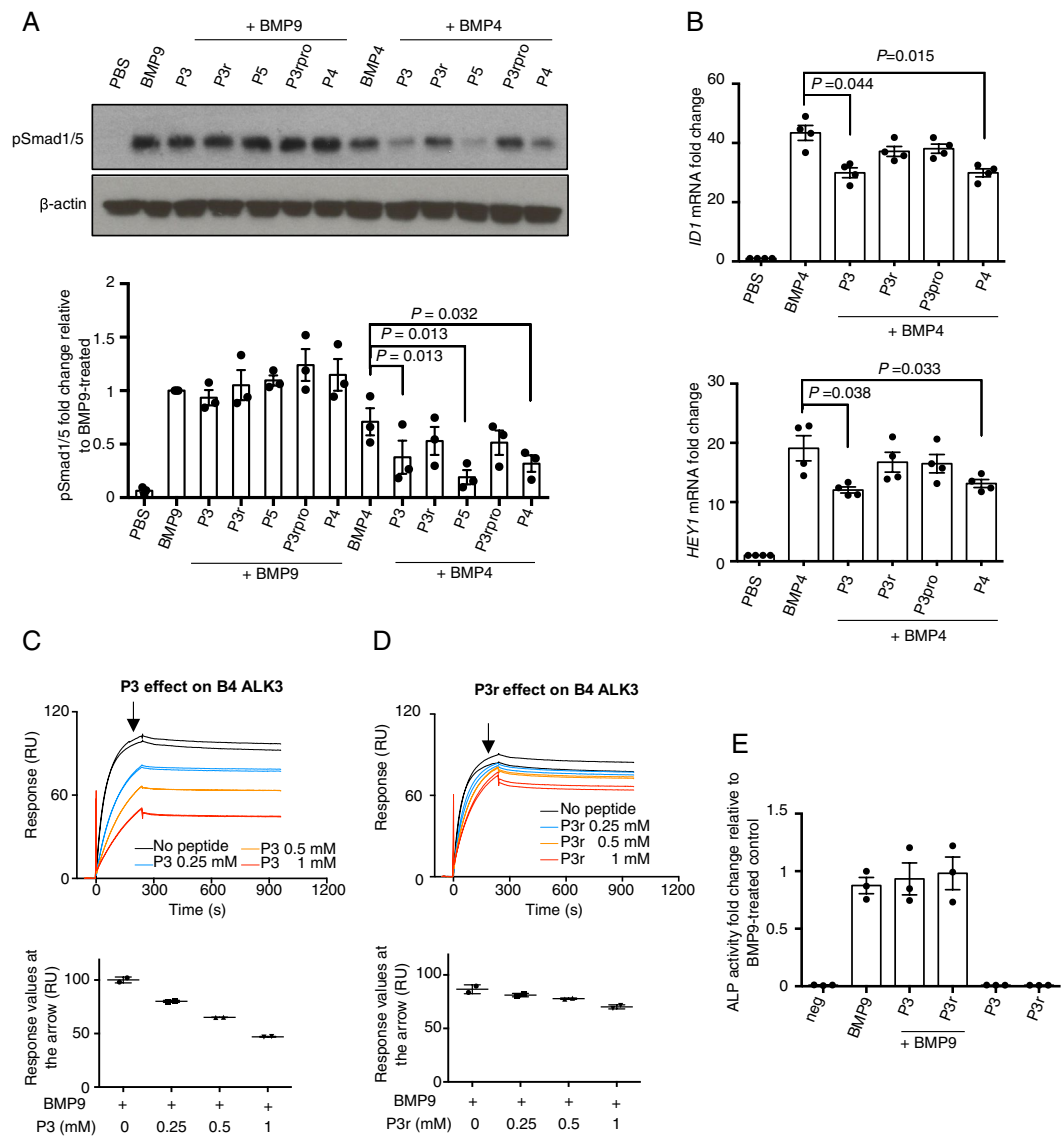 A
+ BMP9
+ BMP4
PBS
BMP9
P3
P3r
P5
P3rpro
P4
BMP4
P3
P3r
P5
P3rpro
P4
pSmad1/5
β-actin
pSmad1/5 fold change relative
to BMP9-treated
2
1.5
1
0.5
0
P = 0.032
P = 0.013
P = 0.013
PBS
BMP9
P3
P3r
P5
P3rpro
P4
BMP4
P3
P3r
P5
P3rpro
P4
+ BMP9
+ BMP4
B
P=0.015
P =0.044
ID1 mRNA fold change
60
40
20
0
PBS
BMP4
P3
P3r
P3pro
P4
+ BMP4
P =0.033
P =0.038
HEY1 mRNA fold change
30
20
10
0
PBS
BMP4
P3
P3r
P3pro
P4
+ BMP4
C
P3 effect on B4 ALK3
Response (RU)
120
60
0
No peptide
P3 0.25 mM
P3 0.5 mM
P3 1 mM
0 300 600 900 1200
Time (s)
Response values at
the arrow (RU)
100
50
0
BMP9 + + + +
P3 (mM) 0 0.25 0.5 1
D
P3r effect on B4 ALK3
Response (RU)
120
60
0
No peptide
P3r 0.25 mM
P3r 0.5 mM
P3r 1 mM
0 300 600 900 1200
Time (s)
Response values at
the arrow (RU)
100
50
0
BMP9 + + + +
P3r (mM) 0 0.25 0.5 1
E
ALP activity fold change relative to
BMP9-treated control
1.5
1
0.5
0
neg
BMP9
P3
P3r
P3
P3r
+ BMP9